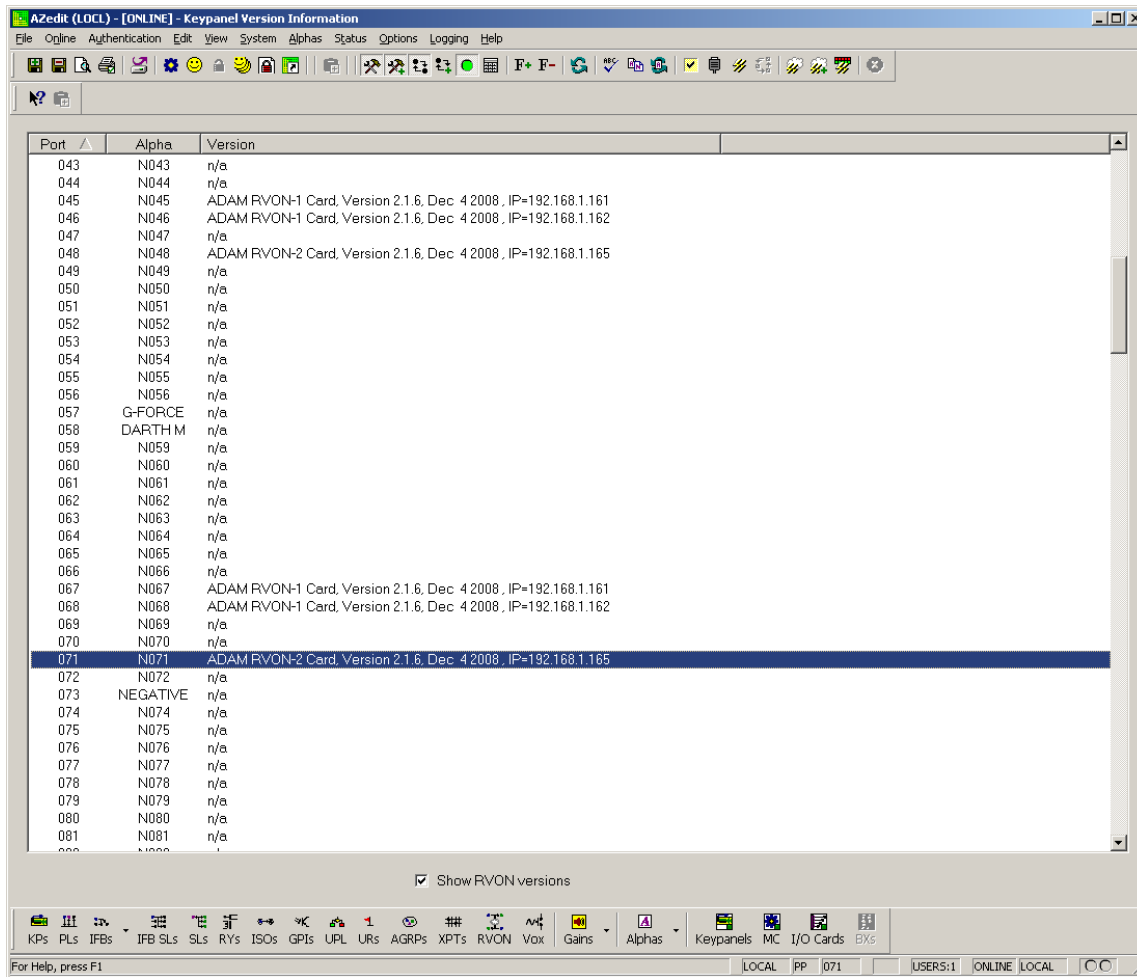 AZedit (LOCL) - [ONLINE] - Keypanel Version Information
File Online Authentication Edit View System Alphas Status Options Logging Help
F+ F- ABC
Port Alpha Version
043 N043 n/a
044 N044 n/a
045 N045 ADAM RVON-1 Card, Version 2.1.6, Dec 4 2008 , IP=192.168.1.161
046 N046 ADAM RVON-1 Card, Version 2.1.6, Dec 4 2008 , IP=192.168.1.162
047 N047 n/a
048 N048 ADAM RVON-2 Card, Version 2.1.6, Dec 4 2008 , IP=192.168.1.165
049 N049 n/a
050 N050 n/a
051 N051 n/a
052 N052 n/a
053 N053 n/a
054 N054 n/a
055 N055 n/a
056 N056 n/a
057 G-FORCE n/a
058 DARTH M n/a
059 N059 n/a
060 N060 n/a
061 N061 n/a
062 N062 n/a
063 N063 n/a
064 N064 n/a
065 N065 n/a
066 N066 n/a
067 N067 ADAM RVON-1 Card, Version 2.1.6, Dec 4 2008 , IP=192.168.1.161
068 N068 ADAM RVON-1 Card, Version 2.1.6, Dec 4 2008 , IP=192.168.1.162
069 N069 n/a
070 N070 n/a
071 N071 ADAM RVON-2 Card, Version 2.1.6, Dec 4 2008 , IP=192.168.1.165
072 N072 n/a
073 NEGATIVE n/a
074 N074 n/a
075 N075 n/a
076 N076 n/a
077 N077 n/a
078 N078 n/a
079 N079 n/a
080 N080 n/a
081 N081 n/a
Show RVON versions
KPs PLs IFBs IFB SLs SLs RYs ISOs GPIs UPL URs AGRPs XPTs RVON Vox Gains Alphas Keypanels MC I/O Cards BXs
For Help, press F1 LOCAL PP 071 USERS:1 ONLINE LOCAL